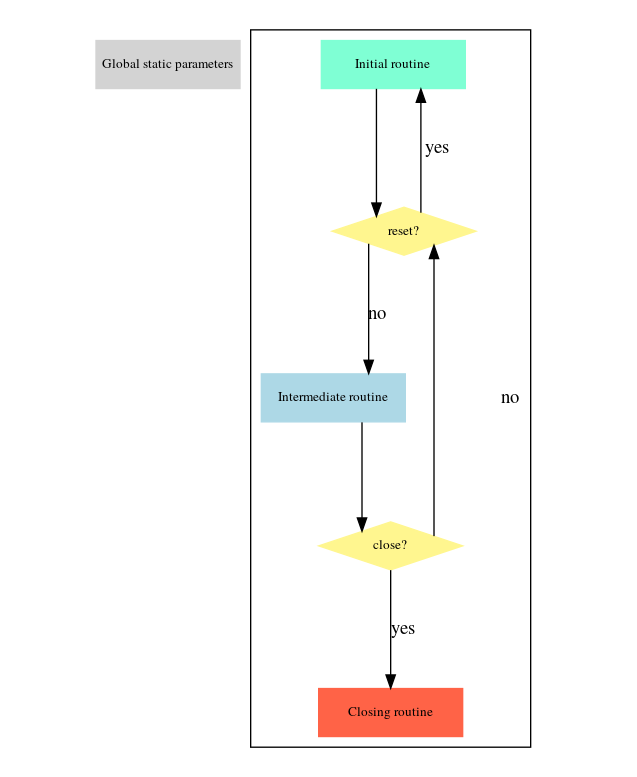 Global static parameters
Initial routine
yes
reset?
no
Intermediate routine
no
close?
yes
Closing routine